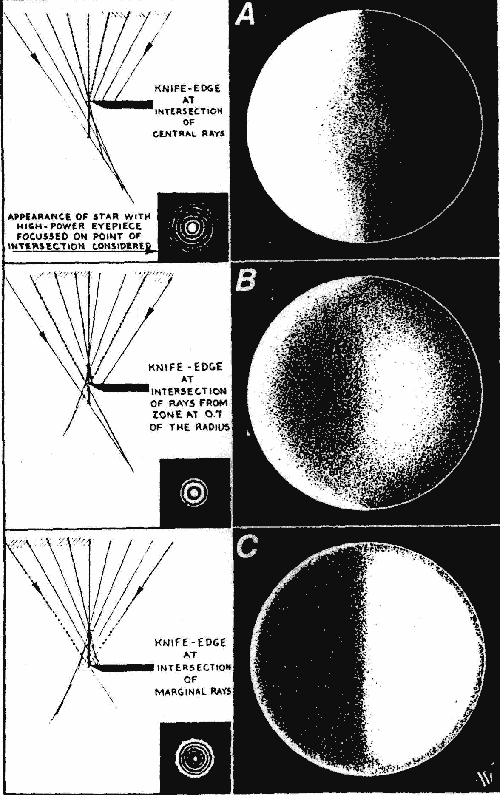 A
KNIFE-EDGE
AT
INTERSECTION
OF
CENTRAL RAYS
APPEARANCE OF STAR WITH
HIGH-POWER EYEPIECE
FOCUSSED ON POINT OF
INTERSECTION CONSIDERED
B
KNIFE-EDGE
AT
INTERSECTION
OF RAYS FROM
ZONE AT 0.7
OF THE RADIUS
C
KNIFE-EDGE
AT
INTERSECTION
OF
MARGINAL RAYS